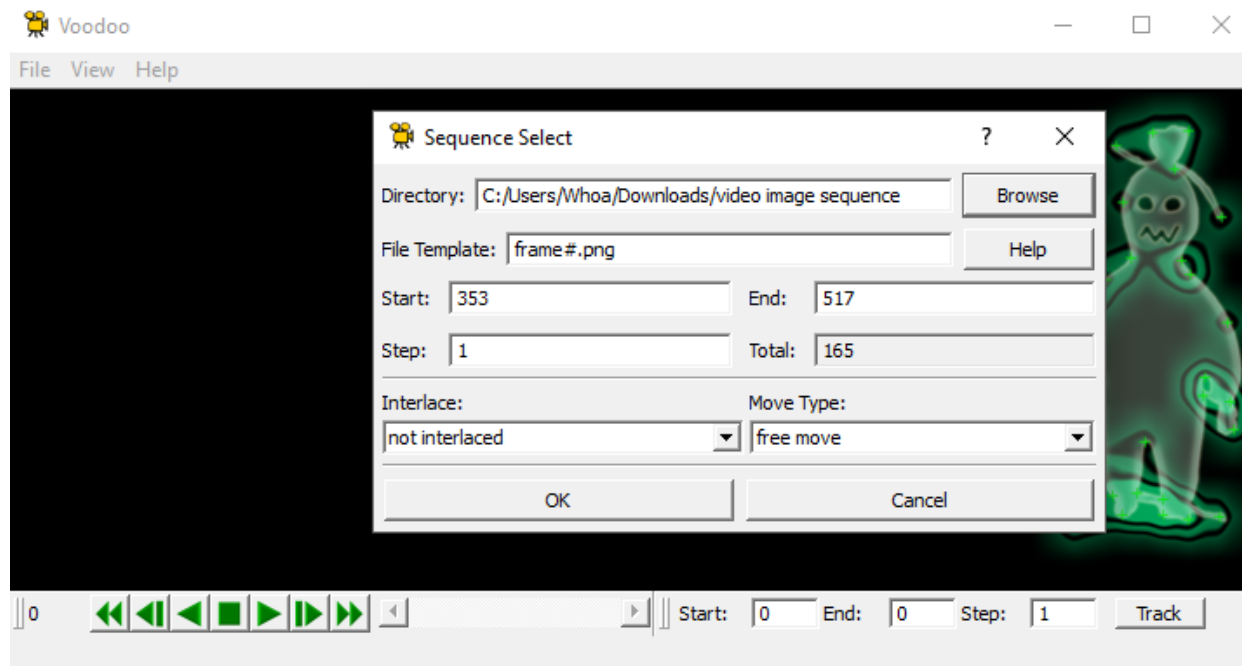 Voodoo
File View Help
Sequence Select ?
Directory: C:/Users/Whoa/Downloads/video image sequence Browse
File Template: frame#.png Help
Start: 353 End: 517
Step: 1 Total: 165
Interlace: Move Type:
not interlaced free move
OK Cancel
0 Start: 0 End: 0 Step: 1 Track